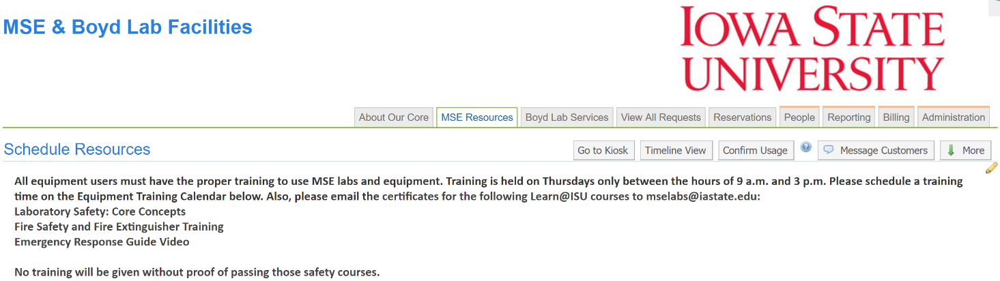 MSE & Boyd Lab Facilities
IOWA STATE
UNIVERSITY
About Our Core MSE Resources Boyd Lab Services View All Requests Reservations People Reporting Billing Administration
Schedule Resources Go to Kiosk Timeline View Confirm Usage ? Message Customers More
All equipment users must have the proper training to use MSE labs and equipment. Training is held on Thursdays only between the hours of 9 a.m. and 3 p.m. Please schedule a training
time on the Equipment Training Calendar below. Also, please email the certificates for the following Learn@ISU courses to mselabs@iastate.edu:
Laboratory Safety: Core Concepts
Fire Safety and Fire Extinguisher Training
Emergency Response Guide Video
No training will be given without proof of passing those safety courses.